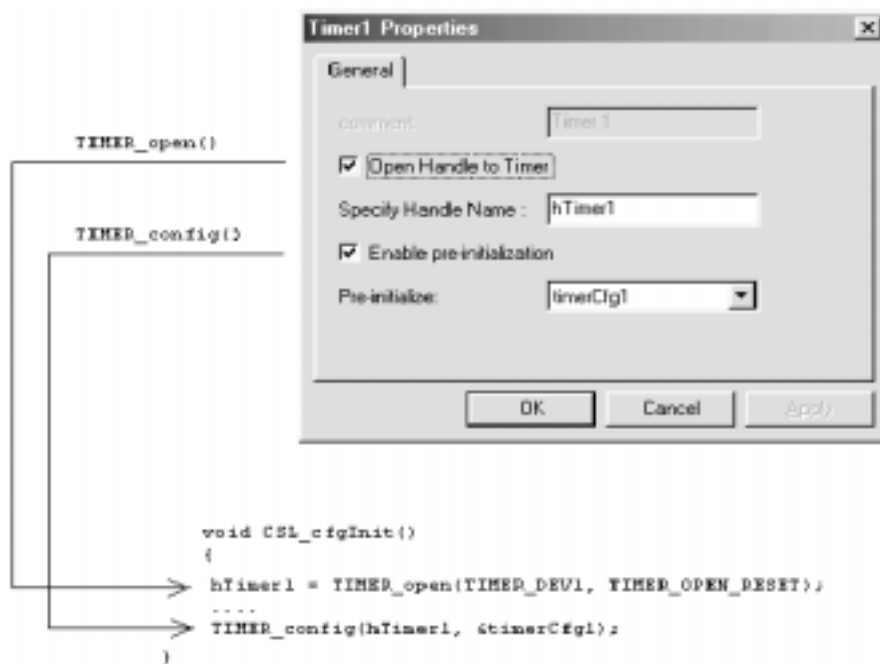 Timer1 Properties
General
comment: Timer 1
TIMER_open()
Open Handle to Timer
Specify Handle Name : hTimer1
TIMER_config()
Enable pre-initialization
Pre-initialize: timerCfg1
OK Cancel Apply
void CSL_cfgInit()
{
hTimer1 = TIMER_open(TIMER_DEV1, TIMER_OPEN_RESET);
....
TIMER_config(hTimer1, &timerCfg1);
}